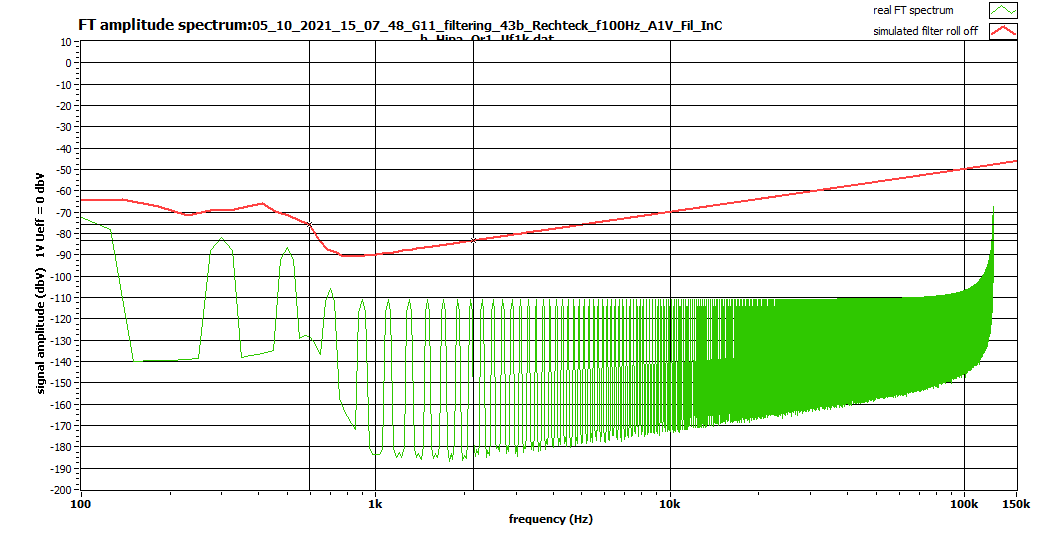 real FT spectrum
FT amplitude spectrum:05_10_2021_15_07_48_G11_filtering_43b_Rechteck_f100Hz_A1V_Fil_InC
simulated filter roll off
10
0
-10
-20
-30
-40
-50
-60
-70
-80
-90
-100
-110
-120
-130
-140
-150
-160
-170
-180
-190
-200
signal amplitude (dbV) 1V Ueff = 0 dbV
100
1k
10k
100k
150k
frequency (Hz)